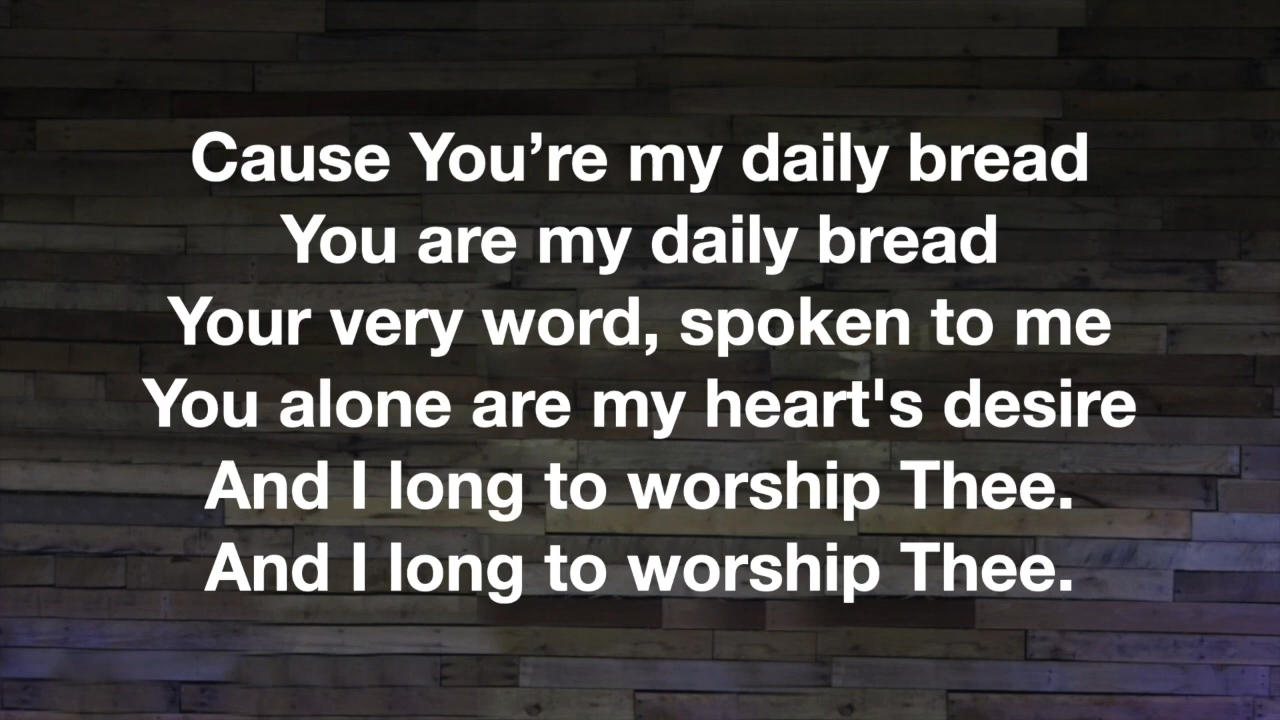 Cause You’re my daily bread
You are my daily bread
Your very word, spoken to me
You alone are my heart's desire
And I long to worship Thee.
And I long to worship Thee.